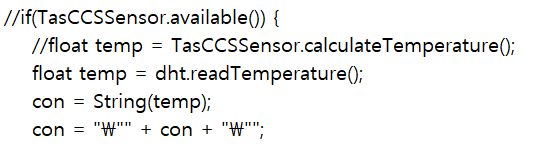 //if(TasCCSSensor.available()) {
//float temp = TasCCSSensor.calculateTemperature();
float temp = dht.readTemperature();
con = String(temp);
con = "₩"" + con + "₩"";